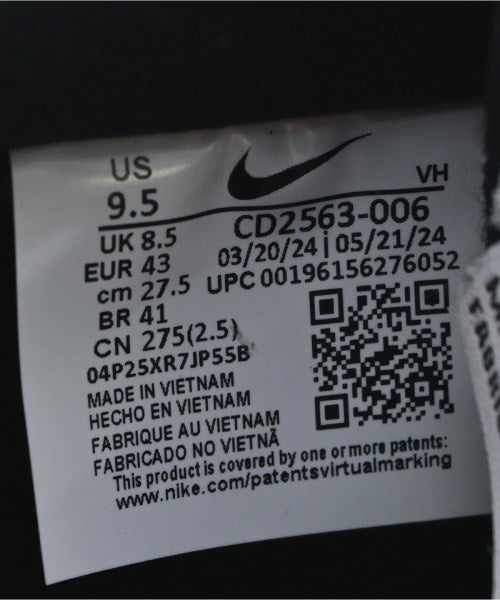 US
9.5
VH
UK 8.5
EUR 43
cm 27.5
BR 41
CN 275(2.5)
CD2563-006
03/20/24 | 05/21/24
UPC 00196156276052
04P25XR7JP55B
MADE IN VIETNAM
HECHO EN VIETNAM
FABRIQUE AU VIETNAM
FABRICADO NO VIETNÃ
This product is covered by one or more patents:
www.nike.com/patentsvirtualmarking